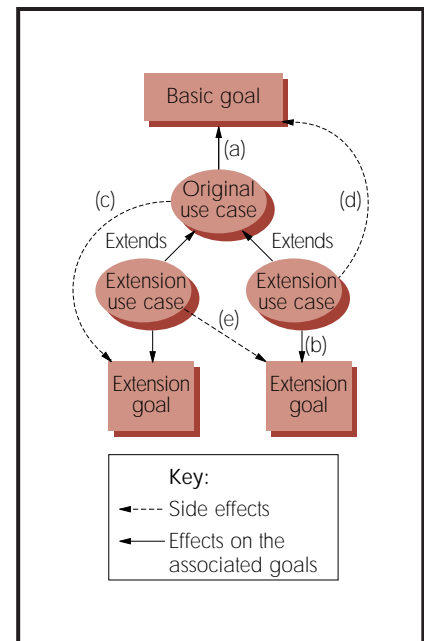 Basic goal
(a)
Original
use case
(c)
(d)
Extends
Extends
Extension
use case
Extension
use case
(e)
(b)
Extension
goal
Extension
goal
Key:
Side effects
Effects on the
associated goals